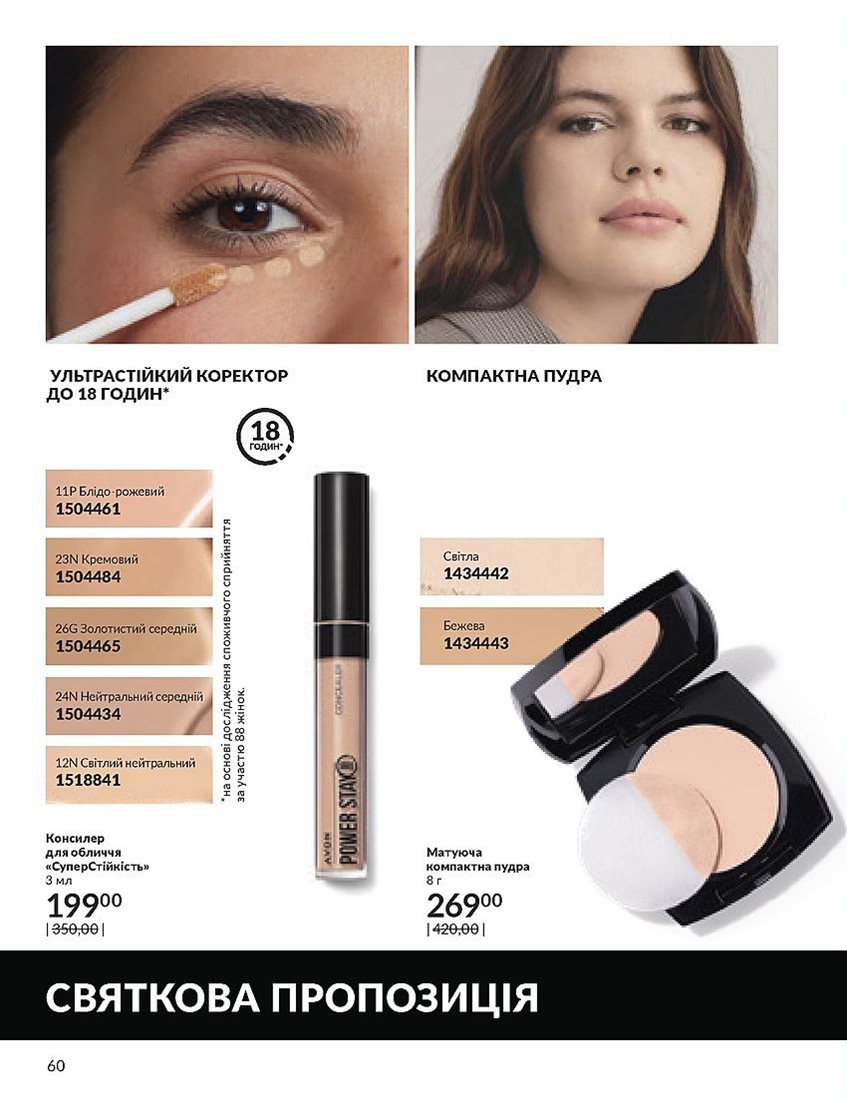 УЛЬТРАСТІЙКИЙ КОРЕКТОР
ДО 18 ГОДИН*
18
ГОДИН*
11P Блідо-рожевий
1504461
23N Кремовий
1504484
26G Золотистий середній
1504465
24N Нейтральний середній
1504434
12N Світлий нейтральний
1518841
*на основі дослідження споживчого сприйняття
за участю 88 жінок.
CONCEALER
AVON
POWER STAY 18
Консилер
для обличчя
«СуперСтійкість»
3 мл
199⁰⁰
|350,00|
КОМПАКТНА ПУДРА
Світла
1434442
Бежева
1434443
Матуюча
компактна пудра
8 г
269⁰⁰
|420,00|
СВЯТКОВА ПРОПОЗИЦІЯ
60